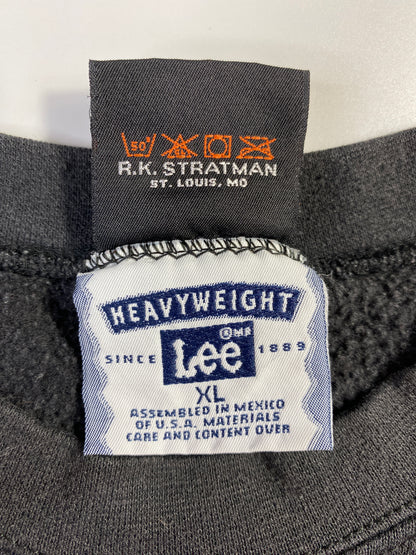 50°
R.K. STRATMAN
ST. LOUIS, MO
HEAVYWEIGHT
®MR
SINCE Lee 1889
XL
ASSEMBLED IN MEXICO
OF U.S.A. MATERIALS
CARE AND CONTENT OVER